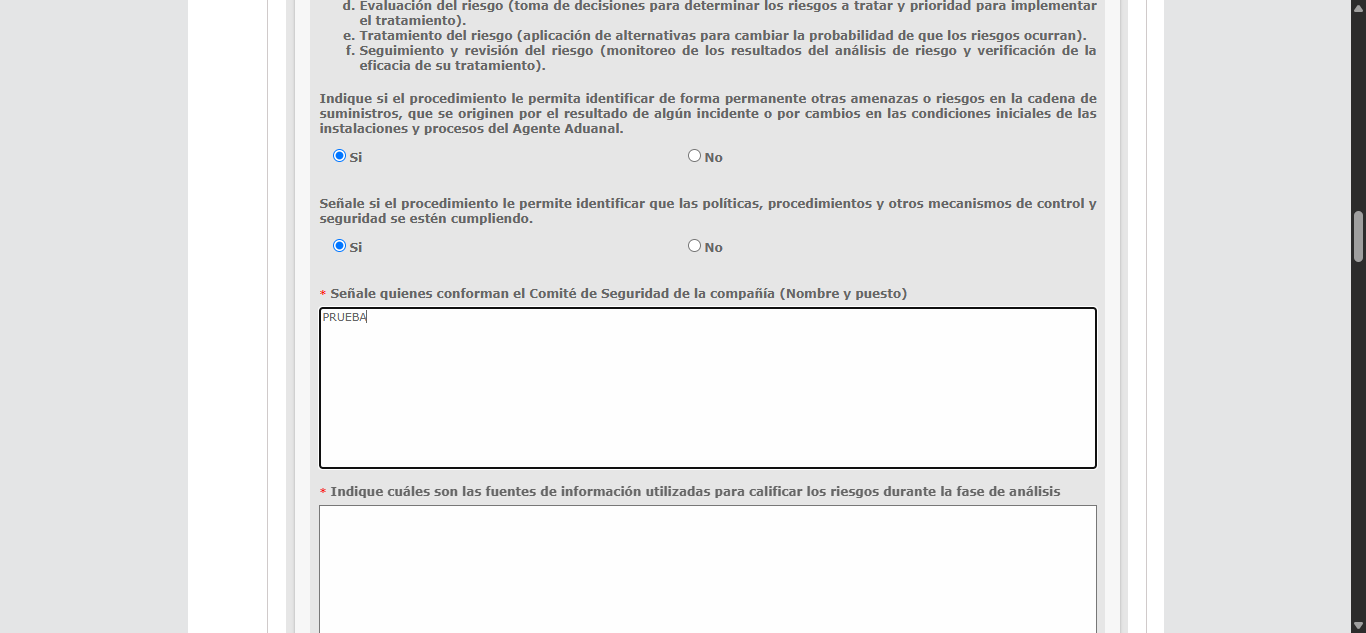 d. Evaluación del riesgo (toma de decisiones para determinar los riesgos a tratar y prioridad para implementar
el tratamiento).
e. Tratamiento del riesgo (aplicación de alternativas para cambiar la probabilidad de que los riesgos ocurran).
f. Seguimiento y revisión del riesgo (monitoreo de los resultados del análisis de riesgo y verificación de la
eficacia de su tratamiento).
Indique si el procedimiento le permita identificar de forma permanente otras amenazas o riesgos en la cadena de
suministros, que se originen por el resultado de algún incidente o por cambios en las condiciones iniciales de las
instalaciones y procesos del Agente Aduanal.
Si No
Señale si el procedimiento le permite identificar que las políticas, procedimientos y otros mecanismos de control y
seguridad se estén cumpliendo.
Si No
* Señale quienes conforman el Comité de Seguridad de la compañía (Nombre y puesto)
PRUEBA
* Indique cuáles son las fuentes de información utilizadas para calificar los riesgos durante la fase de análisis